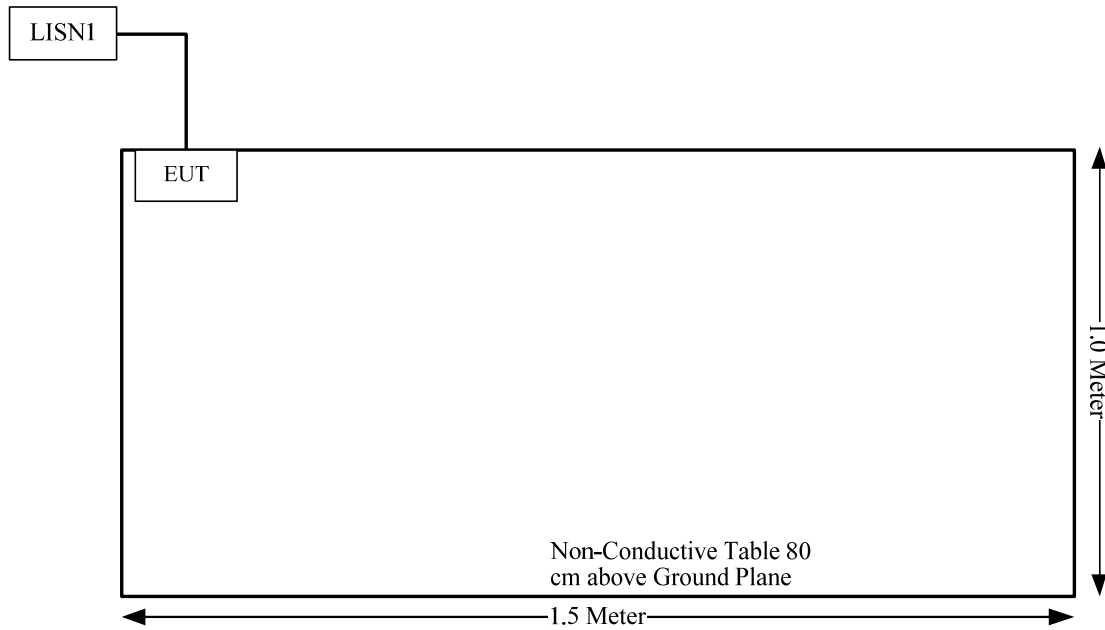 LISN1
EUT
1.0 Meter
Non-Conductive Table 80
cm above Ground Plane
1.5 Meter